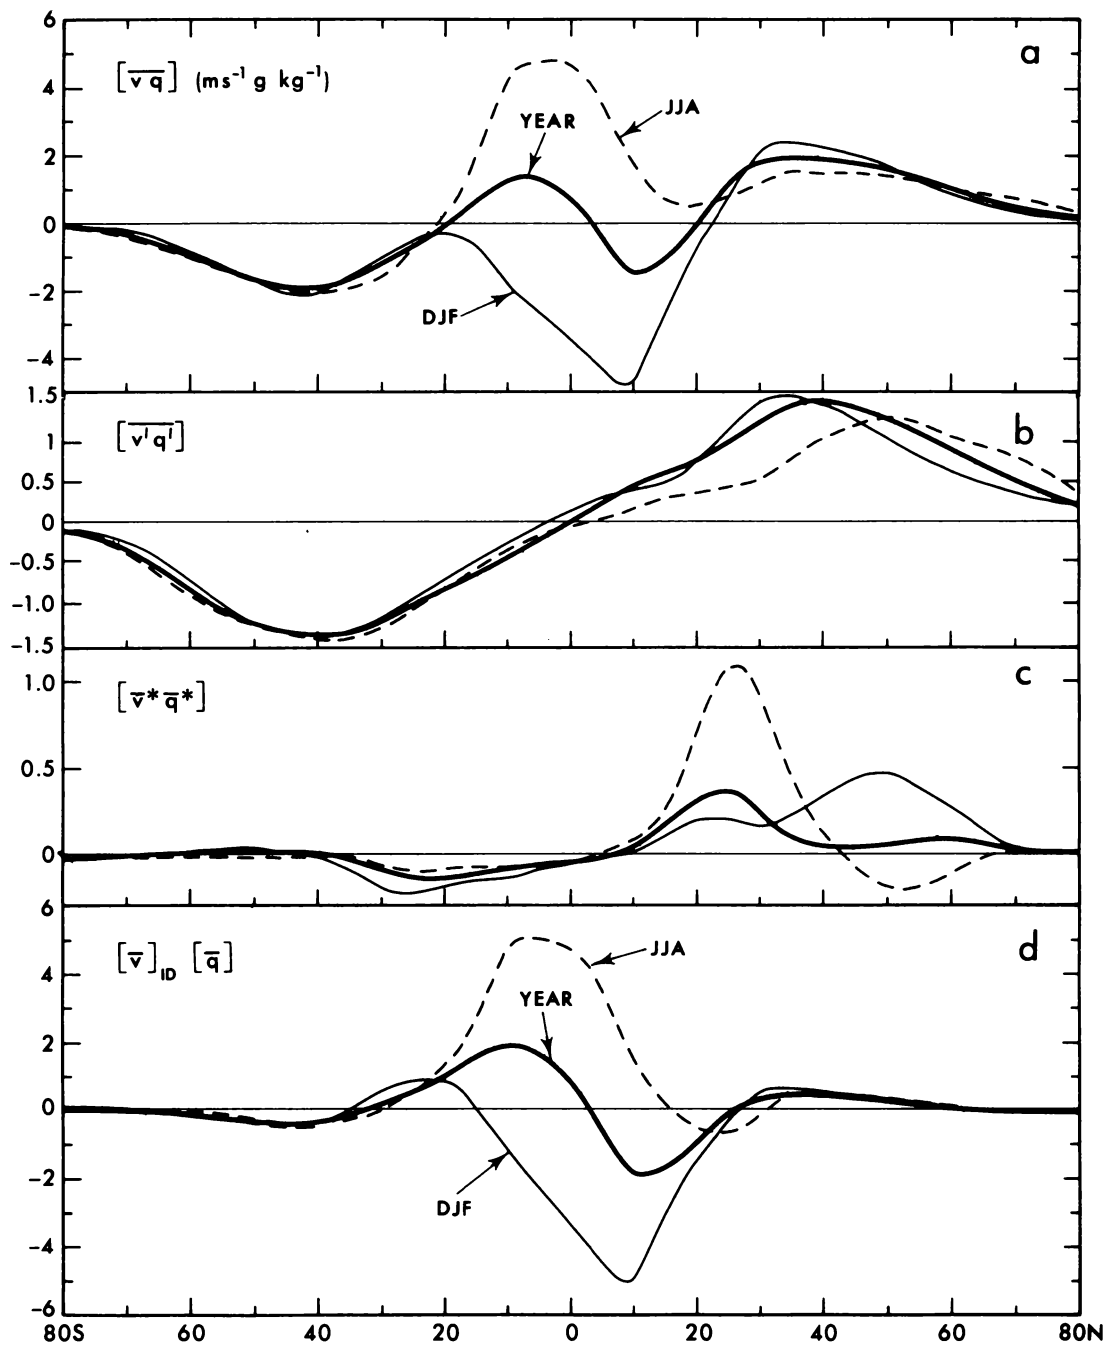 6
a
[v̅ ̅q̅] (ms⁻¹ g kg⁻¹)
4
JJA
YEAR
2
0
−2
DJF
−4
1.5
[v̅'̅ ̅q̅'̅]
b
1
0.5
0
−0.5
−1.0
−1.5
c
1.0
[v̅* q̅*]
0.5
0
6
[v̅]ID [q̅]
JJA
d
4
YEAR
2
0
−2
DJF
−4
−6
80S 60 40 20 0 20 40 60 80N